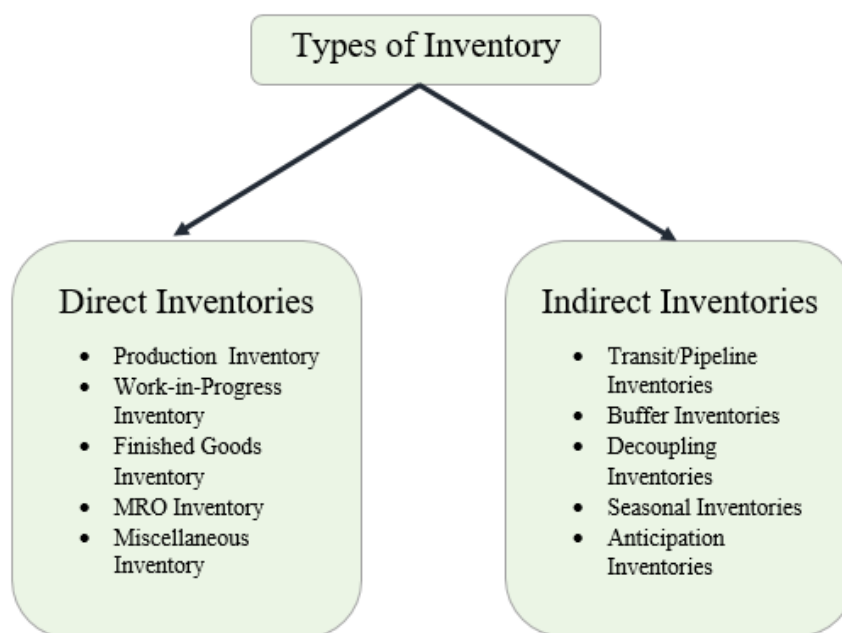 Types of Inventory
Direct Inventories
• Production Inventory
• Work-in-Progress
Inventory
• Finished Goods
Inventory
• MRO Inventory
• Miscellaneous
Inventory
Indirect Inventories
• Transit/Pipeline
Inventories
• Buffer Inventories
• Decoupling
Inventories
• Seasonal Inventories
• Anticipation
Inventories